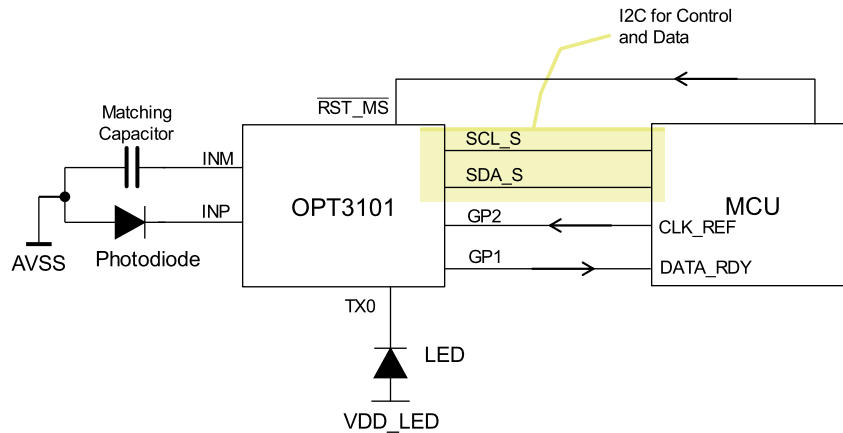 I2C for Control
and Data
RST_MS
Matching
Capacitor
INM
SCL_S
SDA_S
INP
OPT3101
MCU
GP2
CLK_REF
AVSS
Photodiode
GP1
DATA_RDY
TX0
LED
VDD_LED